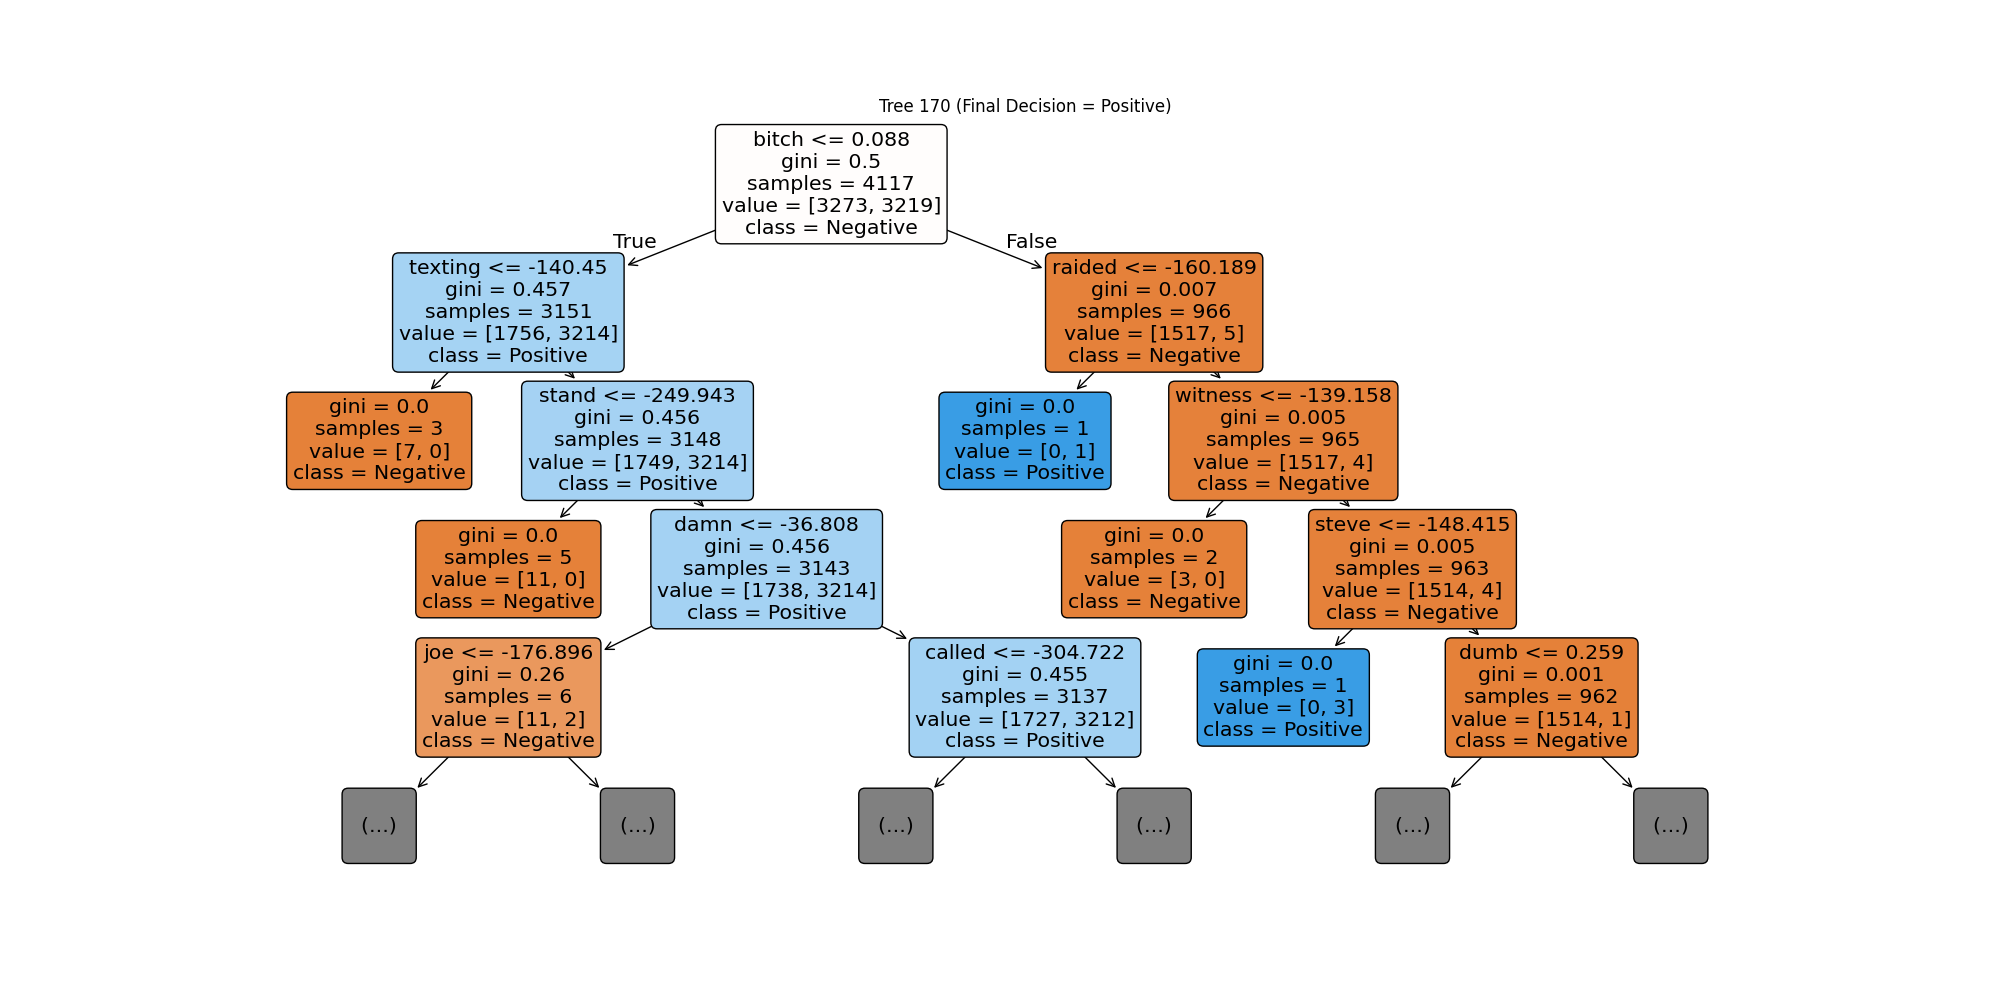 Tree 170 (Final Decision = Positive)
bitch <= 0.088
gini = 0.5
samples = 4117
value = [3273, 3219]
class = Negative
True
False
texting <= -140.45
gini = 0.457
samples = 3151
value = [1756, 3214]
class = Positive
raided <= -160.189
gini = 0.007
samples = 966
value = [1517, 5]
class = Negative
gini = 0.0
samples = 3
value = [7, 0]
class = Negative
stand <= -249.943
gini = 0.456
samples = 3148
value = [1749, 3214]
class = Positive
gini = 0.0
samples = 1
value = [0, 1]
class = Positive
witness <= -139.158
gini = 0.005
samples = 965
value = [1517, 4]
class = Negative
gini = 0.0
samples = 5
value = [11, 0]
class = Negative
damn <= -36.808
gini = 0.456
samples = 3143
value = [1738, 3214]
class = Positive
gini = 0.0
samples = 2
value = [3, 0]
class = Negative
steve <= -148.415
gini = 0.005
samples = 963
value = [1514, 4]
class = Negative
joe <= -176.896
gini = 0.26
samples = 6
value = [11, 2]
class = Negative
called <= -304.722
gini = 0.455
samples = 3137
value = [1727, 3212]
class = Positive
gini = 0.0
samples = 1
value = [0, 3]
class = Positive
dumb <= 0.259
gini = 0.001
samples = 962
value = [1514, 1]
class = Negative
(...)
(...)
(...)
(...)
(...)
(...)